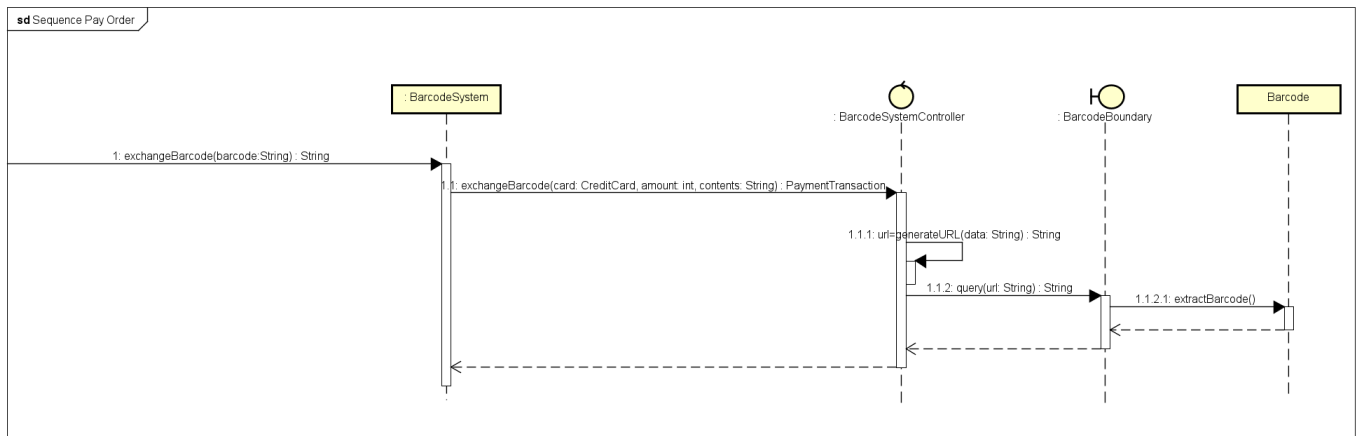 sd Sequence Pay Order
: BarcodeSystem
: BarcodeSystemController
: BarcodeBoundary
Barcode
1: exchangeBarcode(barcode:String) : String
1.1: exchangeBarcode(card: CreditCard, amount: int, contents: String) : PaymentTransaction
1.1.1: url=generateURL(data: String) : String
1.1.2: query(url: String) : String
1.1.2.1: extractBarcode()